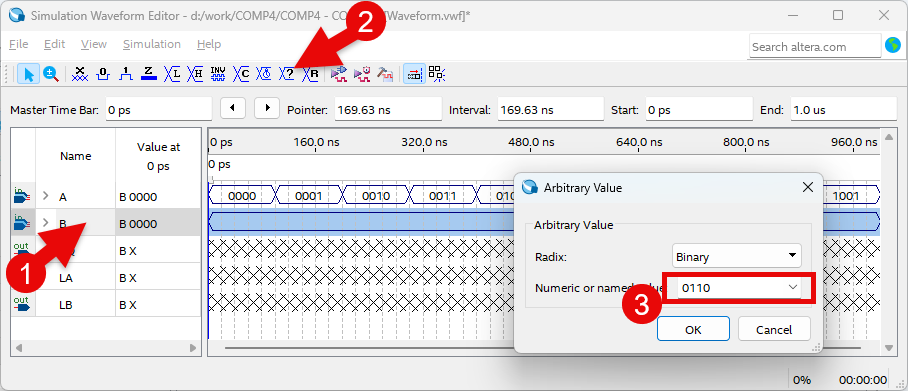 Simulation Waveform Editor - d:/work/COMP4/COMP4 - CO [Waveform.vwf]*
2
File Edit View Simulation Help
Search altera.com
0 1 Z L H INV C ? R
Master Time Bar: 0 ps Pointer: 169.63 ns Interval: 169.63 ns Start: 0 ps End: 1.0 us
Name
Value at
0 ps
0 ps 160.0 ns 320.0 ns 480.0 ns 640.0 ns 800.0 ns 960.0 ns
0 ps
in A B 0000 0000 0001 0010 0011 1001
in B B 0000
out B X
out LA B X
out LB B X
1
Arbitrary Value
Arbitrary Value
Radix: Binary
Numeric or named 0110
3
OK Cancel
0% 00:00:00